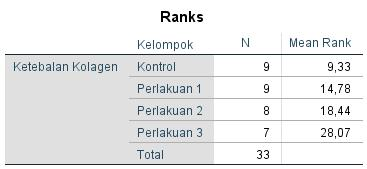 Ranks
Kelompok N Mean Rank
Ketebalan Kolagen Kontrol 9 9,33
Perlakuan 1 9 14,78
Perlakuan 2 8 18,44
Perlakuan 3 7 28,07
Total 33